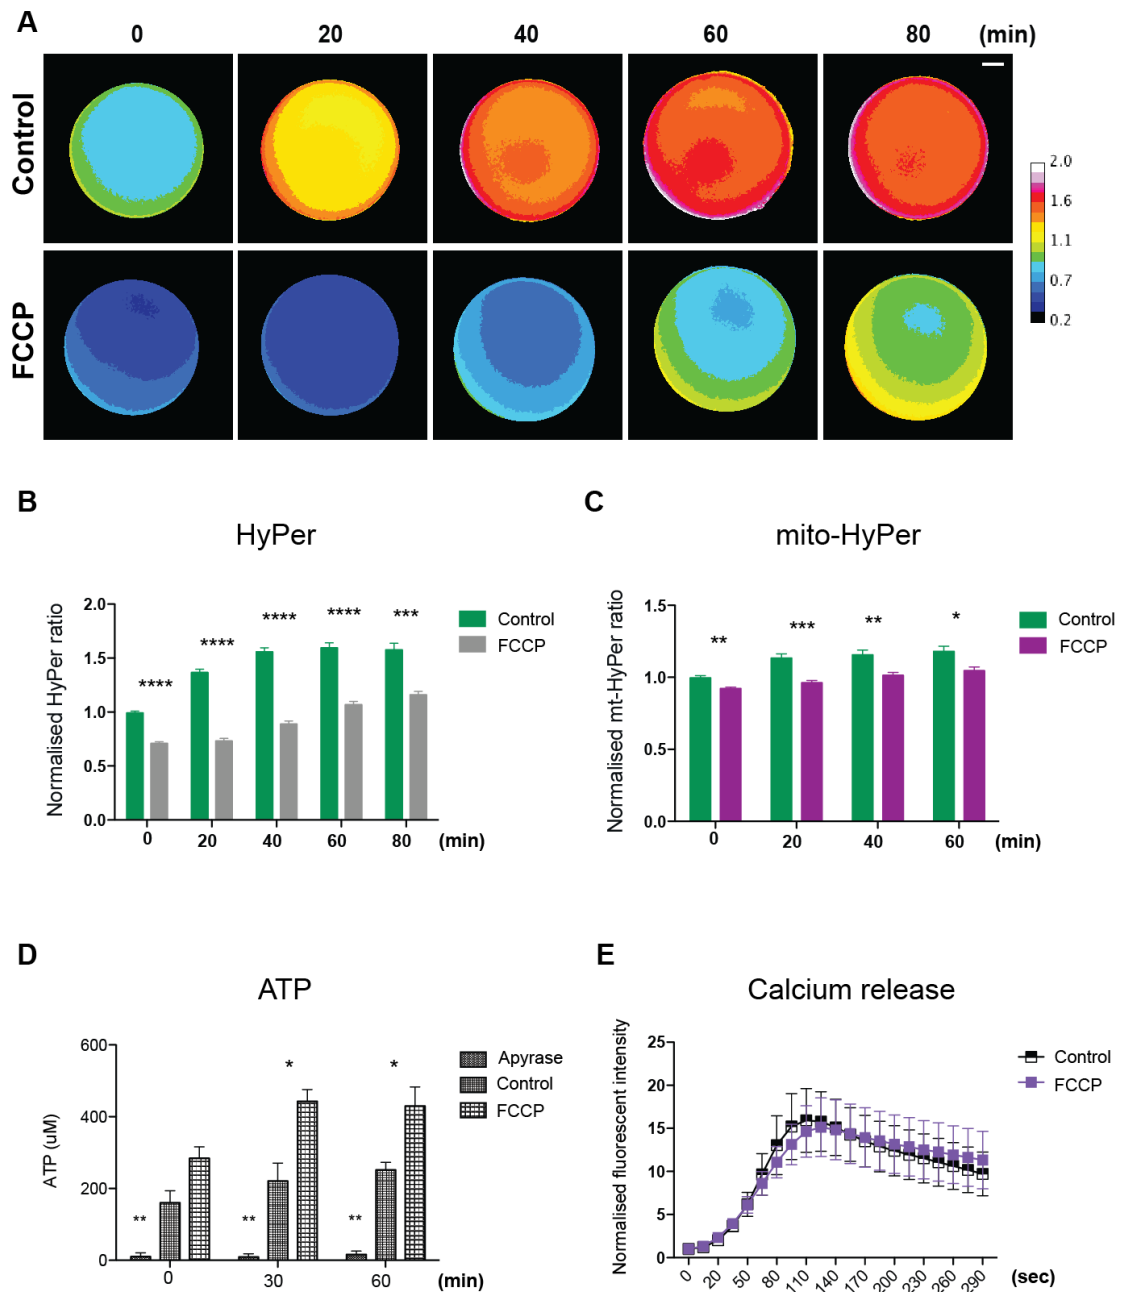 A
0 20 40 60 80 (min)
Control
FCCP
2.0
1.6
1.1
0.7
0.2
B
HyPer
Normalised HyPer ratio
2.0
1.5
1.0
0.5
0.0
**** **** **** **** ***
0 20 40 60 80 (min)
Control
FCCP
C
mito-HyPer
Normalised mt-HyPer ratio
1.5
1.0
0.5
0.0
** *** ** *
0 20 40 60 (min)
Control
FCCP
D
ATP
ATP (uM)
600
400
200
0
* *
** ** **
0 30 60 (min)
Apyrase
Control
FCCP
E
Calcium release
Normalised fluorescent intensity
25
20
15
10
5
0
0 20 50 80 110 140 170 200 230 260 290 (sec)
Control
FCCP